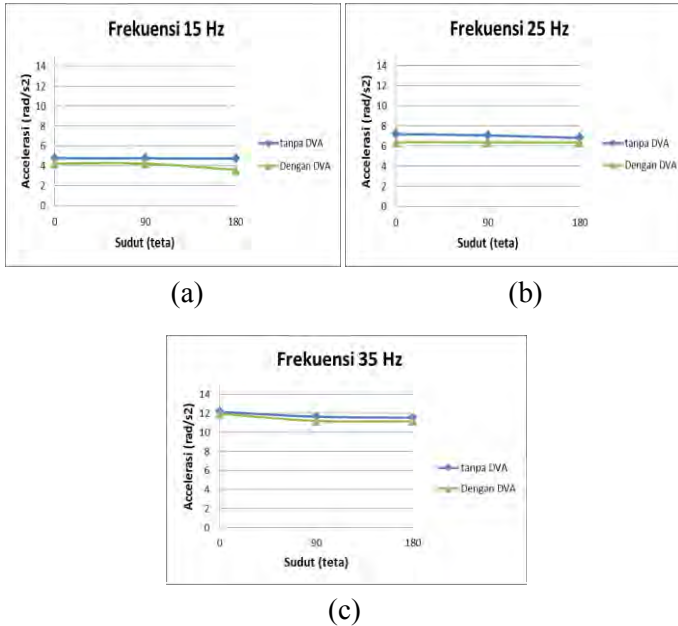 Frekuensi 15 Hz
Accelerasi (rad/s2)
14
12
10
8
6
4
2
0
0 90 180
Sudut (teta)
tanpa DVA
Dengan DVA
(a)
Frekuensi 25 Hz
Accelerasi (rad/s2)
14
12
10
8
6
4
2
0
0 90 180
Sudut (teta)
tanpa DVA
Dengan DVA
(b)
Frekuensi 35 Hz
Accelerasi (rad/s2)
14
12
10
8
6
4
2
0
0 90 180
Sudut (teta)
tanpa DVA
Dengan DVA
(c)